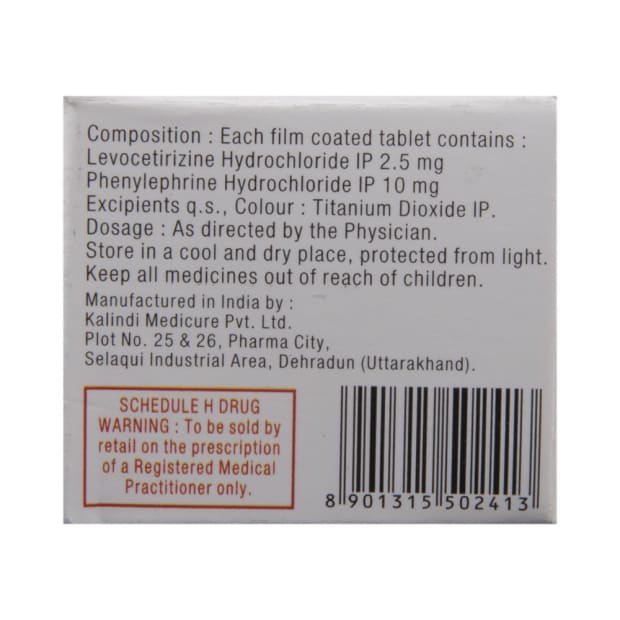 Composition : Each film coated tablet contains :
Levocetirizine Hydrochloride IP 2.5 mg
Phenylephrine Hydrochloride IP 10 mg
Excipients q.s., Colour : Titanium Dioxide IP.
Dosage : As directed by the Physician.
Store in a cool and dry place, protected from light.
Keep all medicines out of reach of children.
Manufactured in India by :
Kalindi Medicure Pvt. Ltd.
Plot No. 25 & 26, Pharma City,
Selaqui Industrial Area, Dehradun (Uttarakhand).
SCHEDULE H DRUG
WARNING : To be sold by
retail on the prescription
of a Registered Medical
Practitioner only.
8 901315 502413